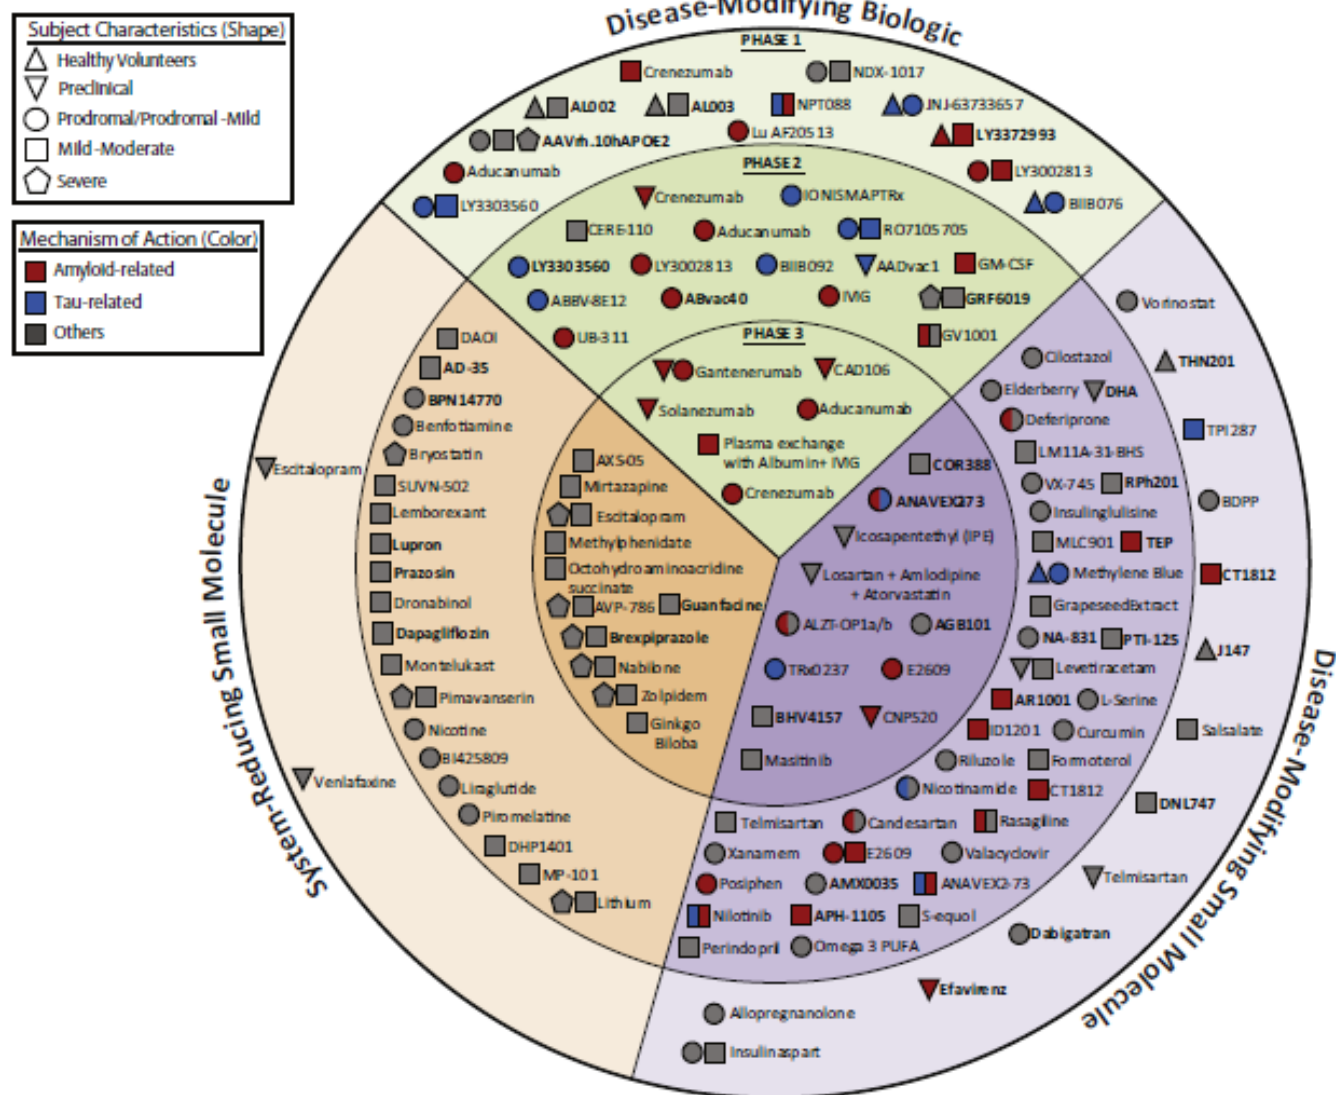 Disease-Modifying Biologic
Subject Characteristics (Shape)
Healthy Volunteers
Preclinical
Prodromal/Prodromal -Mild
Mild -Moderate
Severe
Mechanism of Action (Color)
Amyloid-related
Tau-related
Others
PHASE 1
Crenezumab
NDX-1017
AL002
AL003
NPT088
JNJ-63733657
AAVrh.10hAPOE2
Lu AF20513
LY3372993
Aducanumab
LY3002813
LY3303560
BIIB076
PHASE 2
Crenezumab
IONISMAPTRx
CERE-110
Aducanumab
RO7105705
LY3303560
LY3002813
BIIB092
AADvac1
GM-CSF
ABBV-8E12
ABvac40
IVIG
GRF6019
UB-311
GV1001
PHASE 3
Gantenerumab
CAD106
Solanezumab
Aducanumab
Plasma exchange
with Albumin+ IVIG
Crenezumab
System-Reducing Small Molecule
Escitalopram
Venlafaxine
DAOI
AD-35
BPN14770
Benfotiamine
Bryostatin
SUVN-502
Lemborexant
Lupron
Prazosin
Dronabinol
Dapagliflozin
Montelukast
Pimavanserin
Nicotine
BI425809
Liraglutide
Piromelatine
DHP1401
MP-101
Lithium
AXS-05
Mirtazapine
Escitalopram
Methylphenidate
Octohydroaminoacridine
succinate
AVP-786
Guanfacine
Brexpiprazole
Nabilone
Zolpidem
Ginkgo
Biloba
COR388
ANAVEX273
Icosapentethyl (IPE)
Losartan + Amlodipine
+ Atorvastatin
ALZT-OP1a/b
AGB101
TRx0237
E2609
BHV4157
CNP520
Masitinib
Cilostazol
Elderberry
DHA
Deferiprone
LM11A-31-BHS
VX-745
RPh201
Insulinglulisine
MLC901
TEP
Methylene Blue
GrapeseedExtract
NA-831
PTI-125
Levetiracetam
AR1001
L-Serine
ID1201
Curcumin
Riluzole
Formoterol
Nicotinamide
CT1812
Telmisartan
Candesartan
Rasagiline
Xanamem
E2609
Valacyclovir
Posiphen
AMX0035
ANAVEX2-73
Nilotinib
APH-1105
S-equol
Perindopril
Omega 3 PUFA
Vorinostat
THN201
TPI 287
BDPP
CT1812
J147
Salsalate
DNL747
Telmisartan
Dabigatran
Efavirenz
Allopregnanolone
Insulinaspart
Disease-Modifying Small Molecule